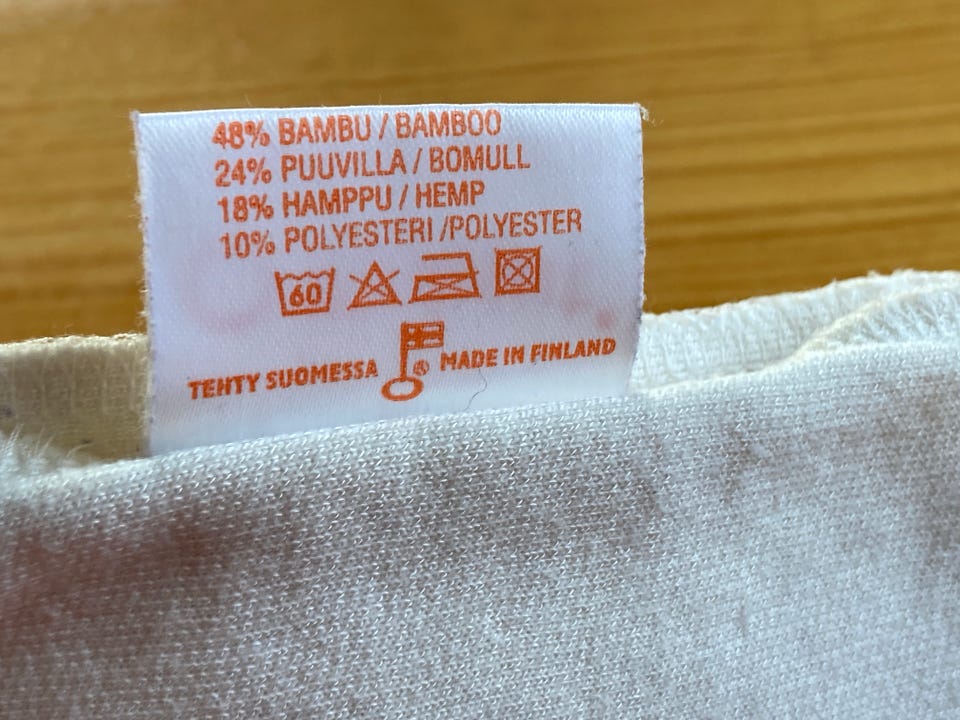 48% BAMBU / BAMBOO
24% PUUVILLA / BOMULL
18% HAMPPU / HEMP
10% POLYESTERI /POLYESTER
60
TEHTY SUOMESSA ® MADE IN FINLAND